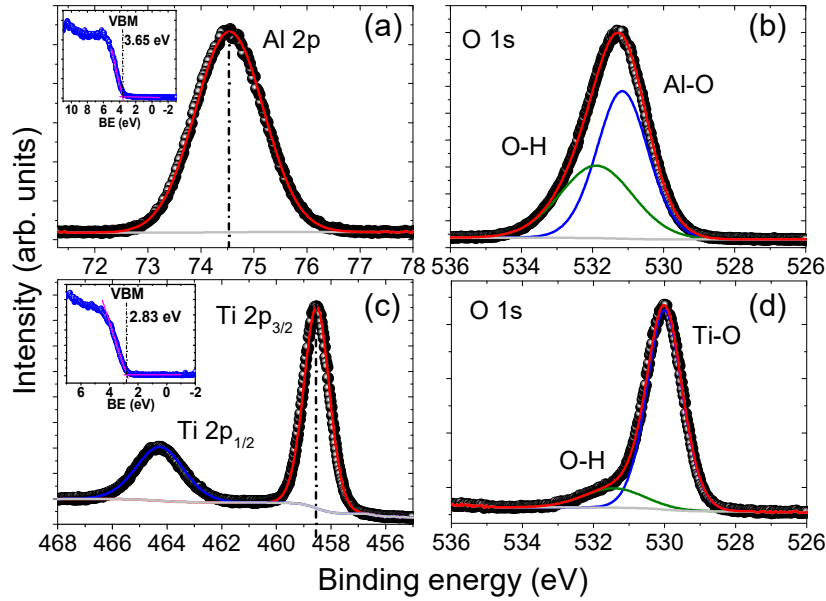 (a)
Al 2p
VBM
3.65 eV
10 8 6 4 2 0 -2
BE (eV)
72 73 74 75 76 77 78
(b)
O 1s
Al-O
O-H
536 534 532 530 528 526
(c)
Ti 2p3/2
Ti 2p1/2
VBM
2.83 eV
6 4 2 0 -2
BE (eV)
468 466 464 462 460 458 456
(d)
O 1s
Ti-O
O-H
536 534 532 530 528 526
Intensity (arb. units)
Binding energy (eV)